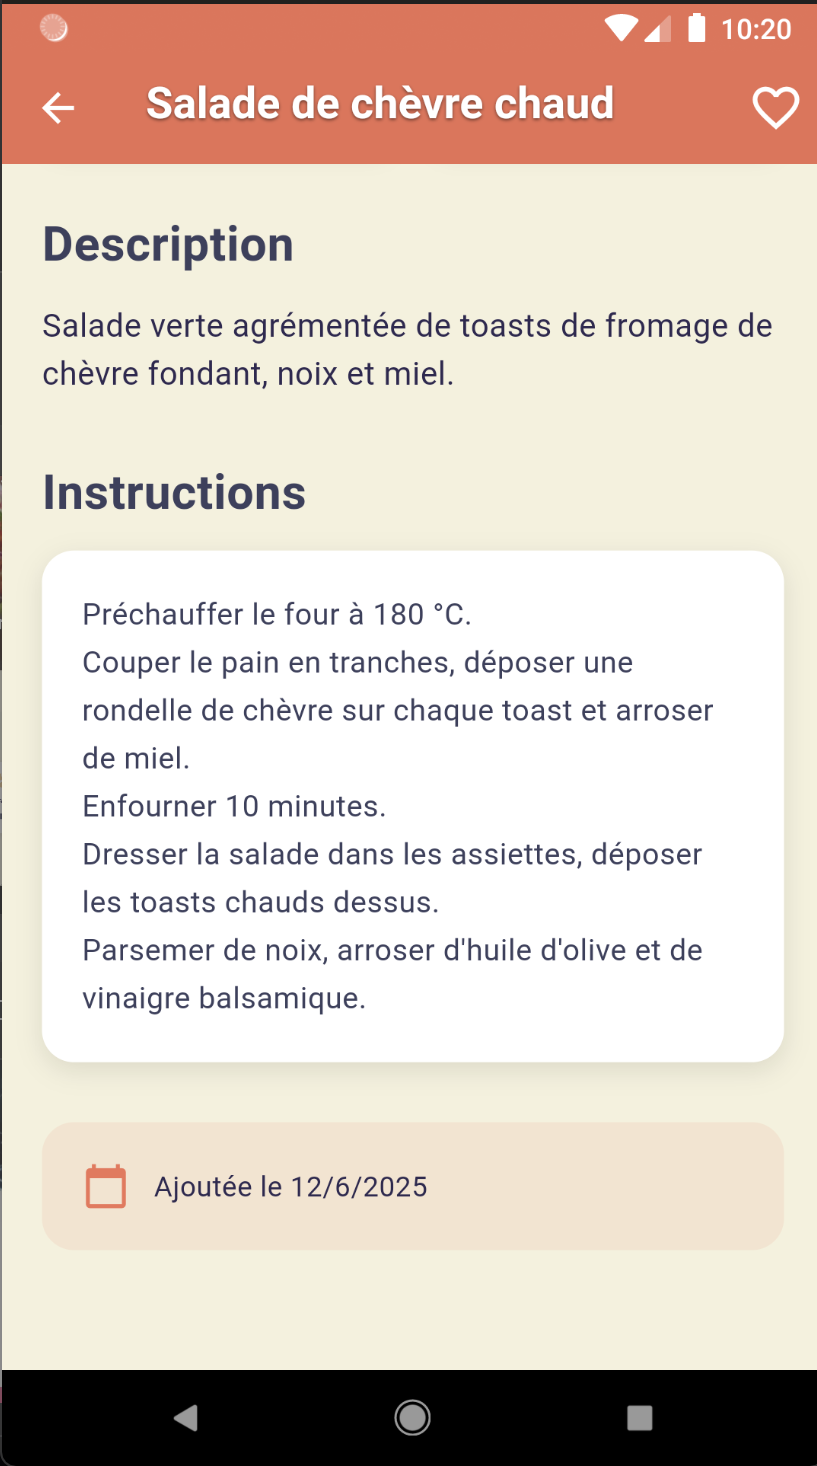 10:20
Salade de chèvre chaud
Description
Salade verte agrémentée de toasts de fromage de
chèvre fondant, noix et miel.
Instructions
Préchauffer le four à 180 °C.
Couper le pain en tranches, déposer une
rondelle de chèvre sur chaque toast et arroser
de miel.
Enfourner 10 minutes.
Dresser la salade dans les assiettes, déposer
les toasts chauds dessus.
Parsemer de noix, arroser d'huile d'olive et de
vinaigre balsamique.
Ajoutée le 12/6/2025